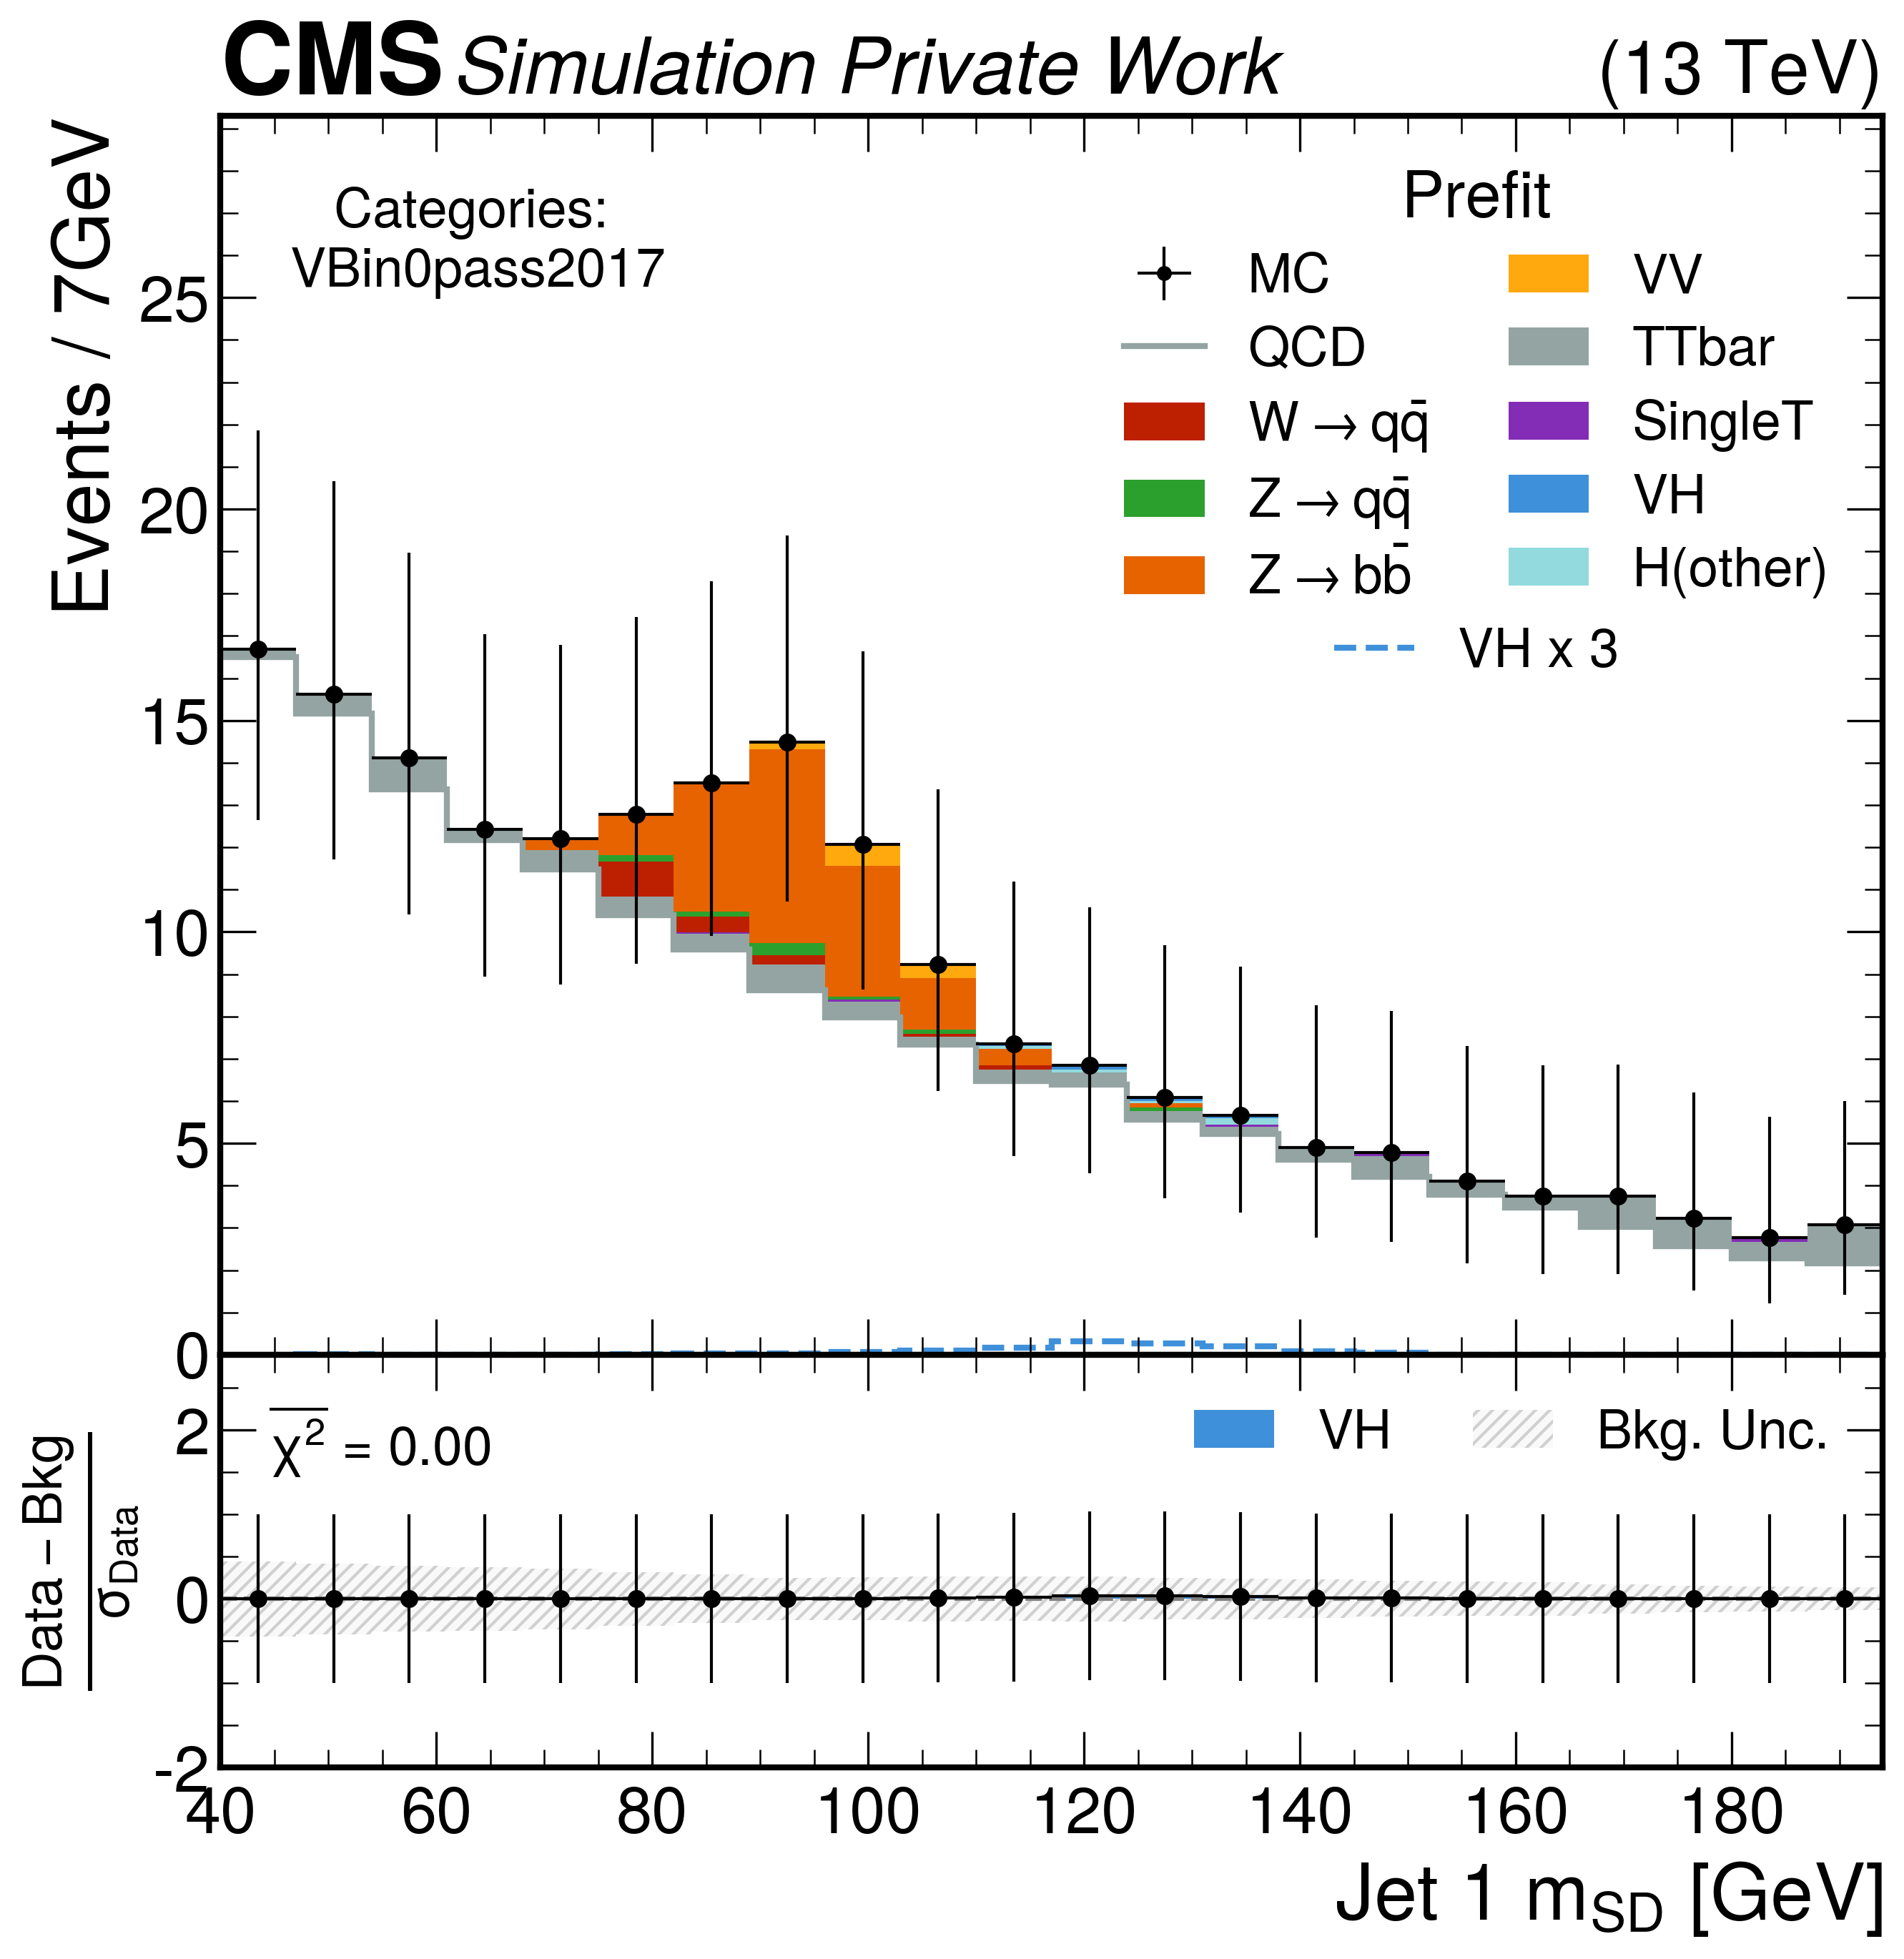 CMS Simulation Private Work (13 TeV)
Events / 7GeV
Categories:
VBin0pass2017
Prefit
MC
QCD
W → qq̄
Z → qq̄
Z → bb̄
VV
TTbar
SingleT
VH
H(other)
VH x 3
25
20
15
10
5
0
Data − Bkg
σData
χ² = 0.00
VH
Bkg. Unc.
2
0
-2
40 60 80 100 120 140 160 180
Jet 1 mSD [GeV]